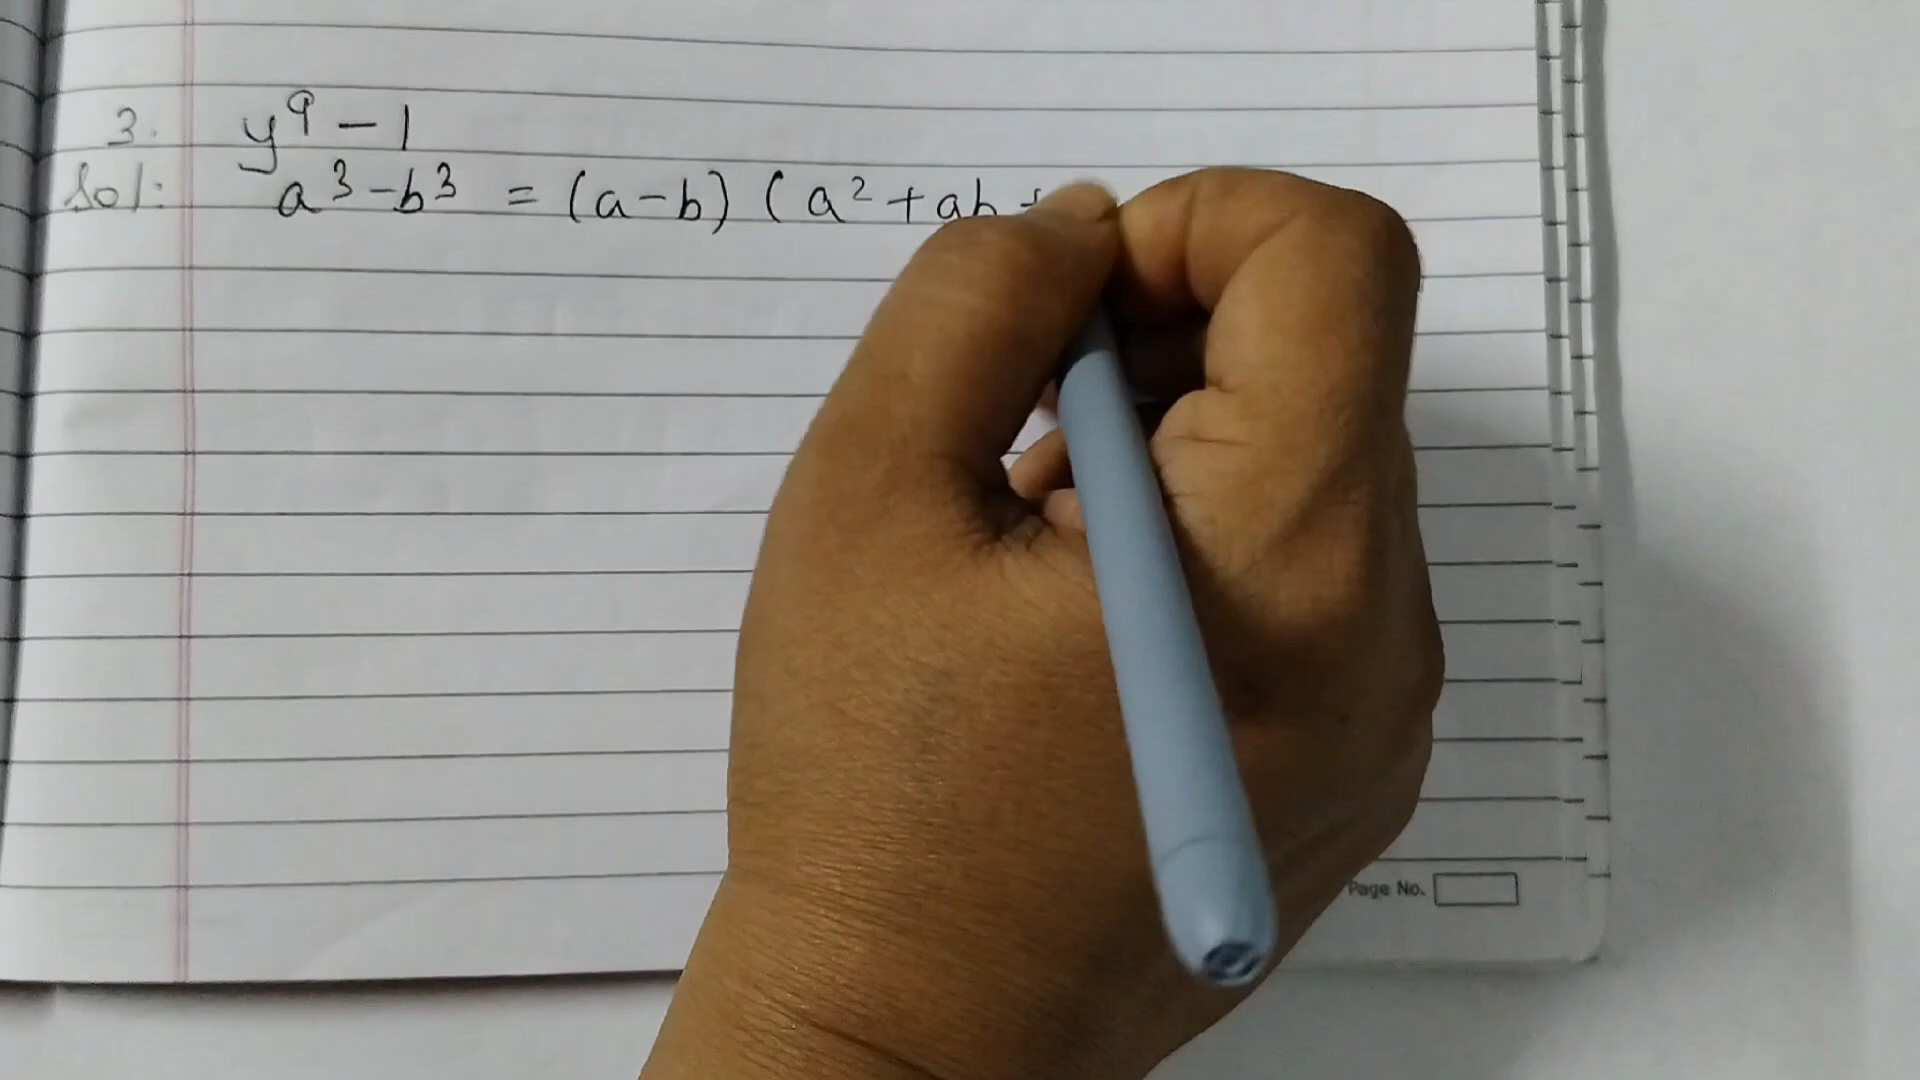 3. y⁹ - 1
Sol: a³ - b³ = (a - b) (a² + ab +
Page No.